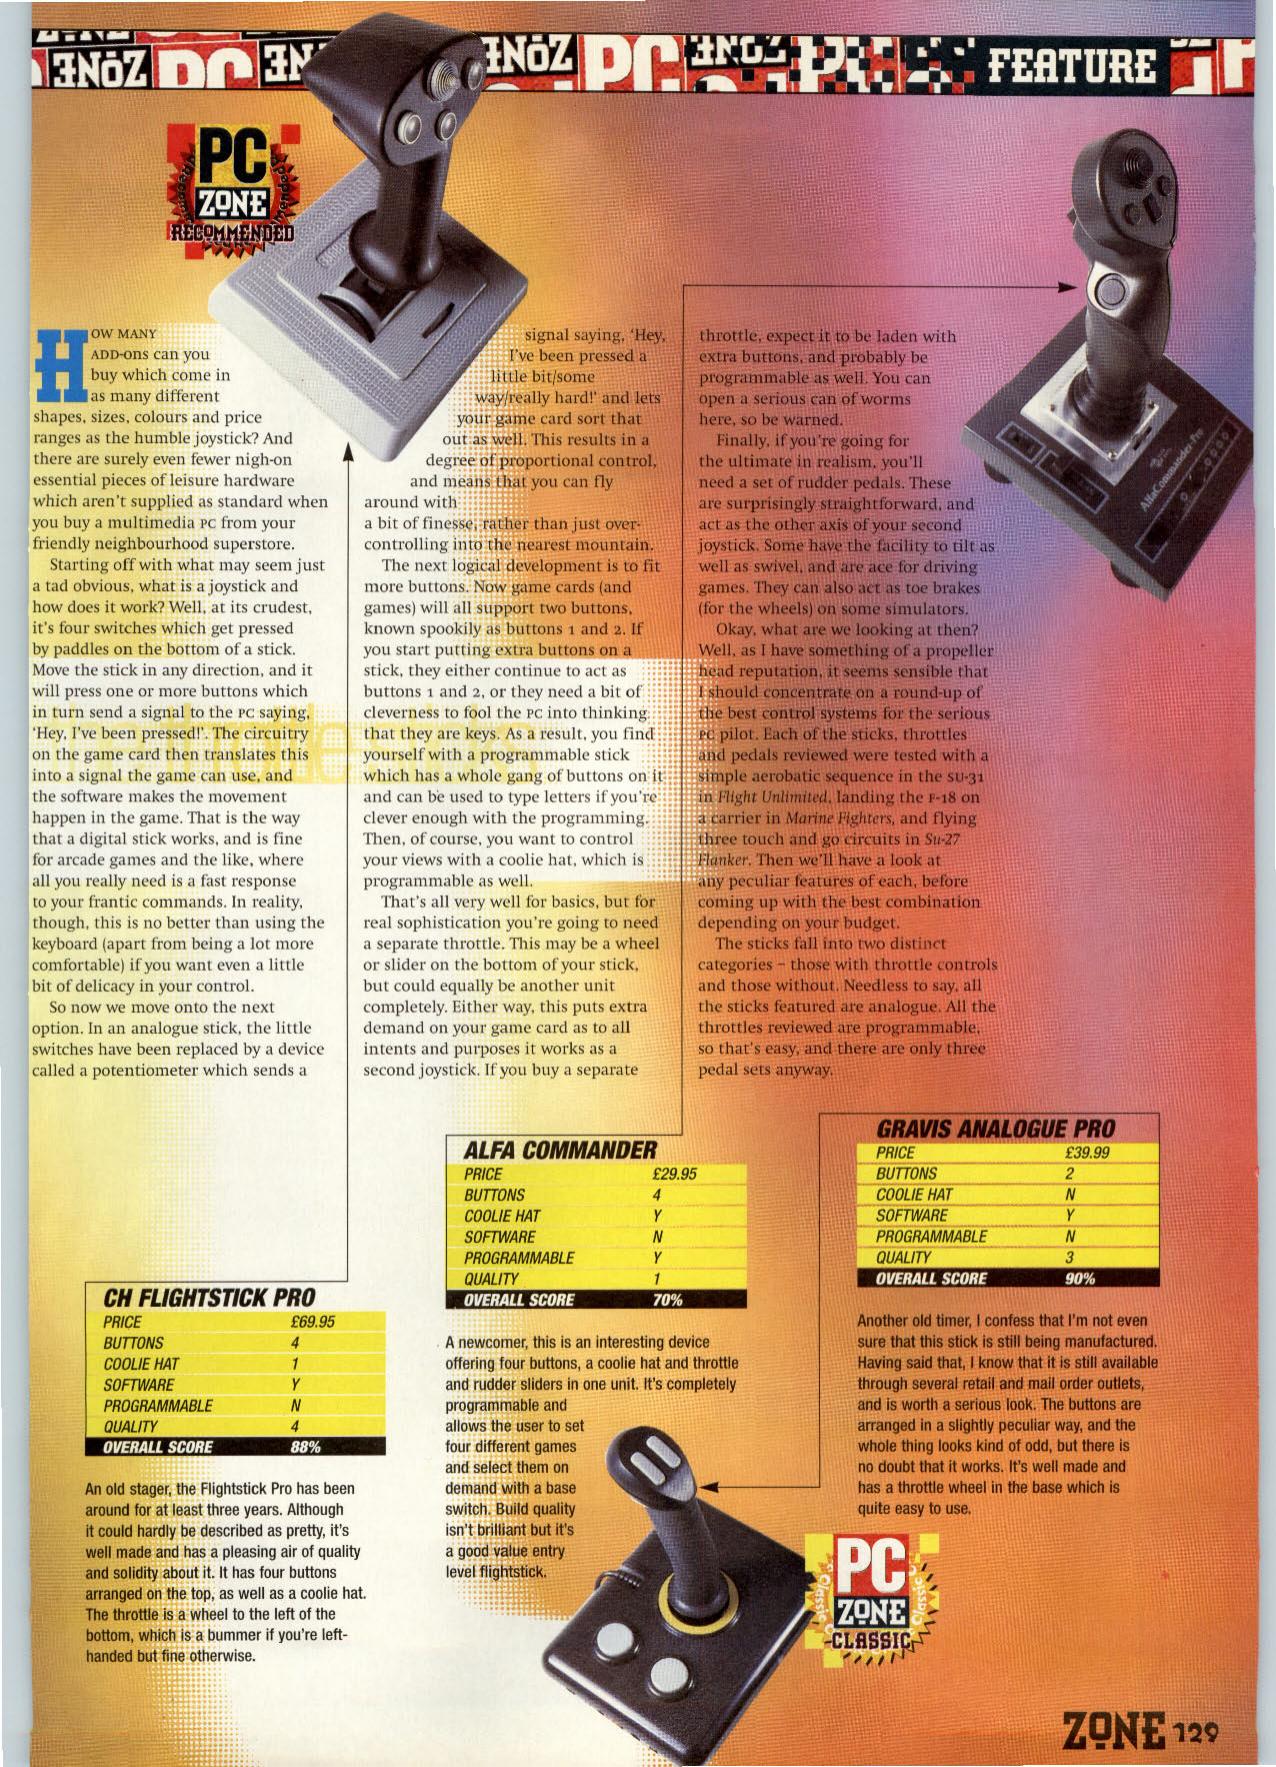 ZONE
PC
FEATURE
PC
ZONE
RECOMMENDED
HOW MANY
ADD-ons can you
buy which come in
as many different
shapes, sizes, colours and price
ranges as the humble joystick? And
there are surely even fewer nigh-on
essential pieces of leisure hardware
which aren't supplied as standard when
you buy a multimedia PC from your
friendly neighbourhood superstore.
Starting off with what may seem just
a tad obvious, what is a joystick and
how does it work? Well, at its crudest,
it's four switches which get pressed
by paddles on the bottom of a stick.
Move the stick in any direction, and it
will press one or more buttons which
in turn send a signal to the PC saying,
'Hey, I've been pressed!'. The circuitry
on the game card then translates this
into a signal the game can use, and
the software makes the movement
happen in the game. That is the way
that a digital stick works, and is fine
for arcade games and the like, where
all you really need is a fast response
to your frantic commands. In reality,
though, this is no better than using the
keyboard (apart from being a lot more
comfortable) if you want even a little
bit of delicacy in your control.
So now we move onto the next
option. In an analogue stick, the little
switches have been replaced by a device
called a potentiometer which sends a
signal saying, 'Hey,
I've been pressed a
little bit/some
way/really hard!' and lets
your game card sort that
out as well. This results in a
degree of proportional control,
and means that you can fly
around with
a bit of finesse, rather than just over-
controlling into the nearest mountain.
The next logical development is to fit
more buttons. Now game cards (and
games) will all support two buttons,
known spookily as buttons 1 and 2. If
you start putting extra buttons on a
stick, they either continue to act as
buttons 1 and 2, or they need a bit of
cleverness to fool the PC into thinking
that they are keys. As a result, you find
yourself with a programmable stick
which has a whole gang of buttons on it
and can be used to type letters if you're
clever enough with the programming.
Then, of course, you want to control
your views with a coolie hat, which is
programmable as well.
That's all very well for basics, but for
real sophistication you're going to need
a separate throttle. This may be a wheel
or slider on the bottom of your stick,
but could equally be another unit
completely. Either way, this puts extra
demand on your game card as to all
intents and purposes it works as a
second joystick. If you buy a separate
throttle, expect it to be laden with
extra buttons, and probably be
programmable as well. You can
open a serious can of worms
here, so be warned.
Finally, if you're going for
the ultimate in realism, you'll
need a set of rudder pedals. These
are surprisingly straightforward, and
act as the other axis of your second
joystick. Some have the facility to tilt as
well as swivel, and are ace for driving
games. They can also act as toe brakes
(for the wheels) on some simulators.
Okay, what are we looking at then?
Well, as I have something of a propeller
head reputation, it seems sensible that
I should concentrate on a round-up of
the best control systems for the serious
PC pilot. Each of the sticks, throttles
and pedals reviewed were tested with a
simple aerobatic sequence in the SU-31
in Flight Unlimited, landing the F-18 on
a carrier in Marine Fighters, and flying
three touch and go circuits in Su-27
Flanker. Then we'll have a look at
any peculiar features of each, before
coming up with the best combination
depending on your budget.
The sticks fall into two distinct
categories – those with throttle controls
and those without. Needless to say, all
the sticks featured are analogue. All the
throttles reviewed are programmable,
so that's easy, and there are only three
pedal sets anyway.
AlfaCommander Pro
throttle sticks
CH FLIGHTSTICK PRO
PRICE £69.95
BUTTONS 4
COOLIE HAT 1
SOFTWARE Y
PROGRAMMABLE N
QUALITY 4
OVERALL SCORE 88%
An old stager, the Flightstick Pro has been
around for at least three years. Although
it could hardly be described as pretty, it's
well made and has a pleasing air of quality
and solidity about it. It has four buttons
arranged on the top, as well as a coolie hat.
The throttle is a wheel to the left of the
bottom, which is a bummer if you're left-
handed but fine otherwise.
ALFA COMMANDER
PRICE £29.95
BUTTONS 4
COOLIE HAT Y
SOFTWARE N
PROGRAMMABLE Y
QUALITY 1
OVERALL SCORE 70%
A newcomer, this is an interesting device
offering four buttons, a coolie hat and throttle
and rudder sliders in one unit. It's completely
programmable and
allows the user to set
four different games
and select them on
demand with a base
switch. Build quality
isn't brilliant but it's
a good value entry
level flightstick.
GRAVIS ANALOGUE PRO
PRICE £39.99
BUTTONS 2
COOLIE HAT N
SOFTWARE Y
PROGRAMMABLE N
QUALITY 3
OVERALL SCORE 90%
Another old timer, I confess that I'm not even
sure that this stick is still being manufactured.
Having said that, I know that it is still available
through several retail and mail order outlets,
and is worth a serious look. The buttons are
arranged in a slightly peculiar way, and the
whole thing looks kind of odd, but there is
no doubt that it works. It's well made and
has a throttle wheel in the base which is
quite easy to use.
PC
ZONE
CLASSIC
ZONE 129